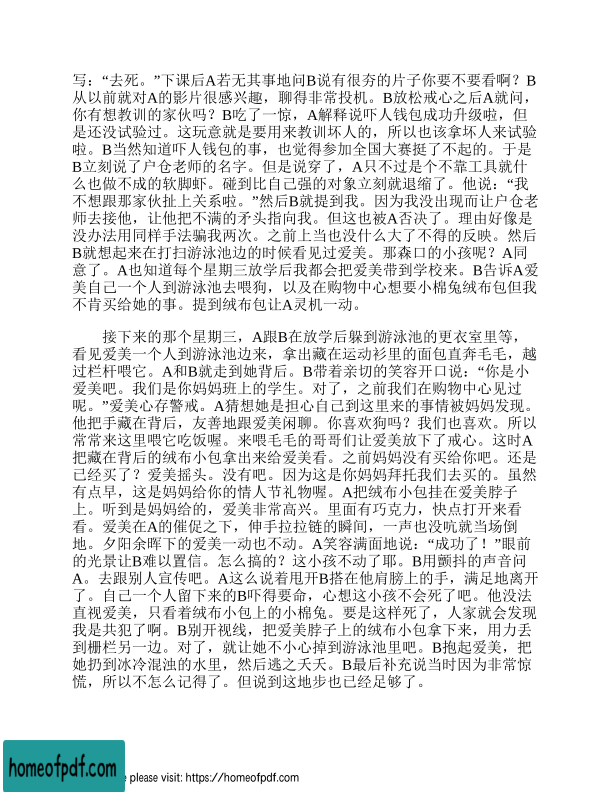 写：“去死。”下课后A若无其事地问B说有很夯的片子你要不要看啊？B
从以前就对A的影片很感兴趣，聊得非常投机。B放松戒心之后A就问，
你有想教训的家伙吗？B吃了一惊，A解释说吓人钱包成功升级啦，但
是还没试验过。这玩意就是要用来教训坏人的，所以也该拿坏人来试验
啦。B当然知道吓人钱包的事，也觉得参加全国大赛挺了不起的。于是
B立刻说了户仓老师的名字。但是说穿了，A只不过是个不靠工具就什
么也做不成的软脚虾。碰到比自己强的对象立刻就退缩了。他说：“我
不想跟那家伙扯上关系啦。”然后B就提到我。因为我没出现而让户仓老
师去接他，让他把不满的矛头指向我。但这也被A否决了。理由好像是
没办法用同样手法骗我两次。之前上当也没什么大了不得的反映。然后
B就想起来在打扫游泳池边的时候看见过爱美。那森口的小孩呢？A同
意了。A也知道每个星期三放学后我都会把爱美带到学校来。B告诉A爱
美自己一个人到游泳池去喂狗，以及在购物中心想要小棉兔绒布包但我
不肯买给她的事。提到绒布包让A灵机一动。
接下来的那个星期三，A跟B在放学后躲到游泳池的更衣室里等，
看见爱美一个人到游泳池边来，拿出藏在运动衫里的面包直奔毛毛，越
过栏杆喂它。A和B就走到她背后。B带着亲切的笑容开口说：“你是小
爱美吧。我们是你妈妈班上的学生。对了，之前我们在购物中心见过
呢。”爱美心存警戒。A猜想她是担心自己到这里来的事情被妈妈发现。
他把手藏在背后，友善地跟爱美闲聊。你喜欢狗吗？我们也喜欢。所以
常常来这里喂它吃饭喔。来喂毛毛的哥哥们让爱美放下了戒心。这时A
把藏在背后的绒布小包拿出来给爱美看。之前妈妈没有买给你吧。还是
已经买了？爱美摇头。没有吧。因为这是你妈妈拜托我们去买的。虽然
有点早，这是妈妈给你的情人节礼物喔。A把绒布小包挂在爱美脖子
上。听到是妈妈给的，爱美非常高兴。里面有巧克力，快点打开来看
看。爱美在A的催促之下，伸手拉拉链的瞬间，一声也没吭就当场倒
地。夕阳余晖下的爱美一动也不动。A笑容满面地说：“成功了！”眼前
的光景让B难以置信。怎么搞的？这小孩不动了耶。B用颤抖的声音问
A。去跟别人宣传吧。A这么说着甩开B搭在他肩膀上的手，满足地离开
了。自己一个人留下来的B吓得要命，心想这小孩不会死了吧。他没法
直视爱美，只看着绒布小包上的小棉兔。要是这样死了，人家就会发现
我是共犯了啊。B别开视线，把爱美脖子上的绒布小包拿下来，用力丢
到栅栏另一边。对了，就让她不小心掉到游泳池里吧。B抱起爱美，把
她扔到冰冷混浊的水里，然后逃之夭夭。B最后补充说当时因为非常惊
慌，所以不怎么记得了。但说到这地步也已经足够了。
homeofpdf.com
e please visit: https://homeofpdf.com